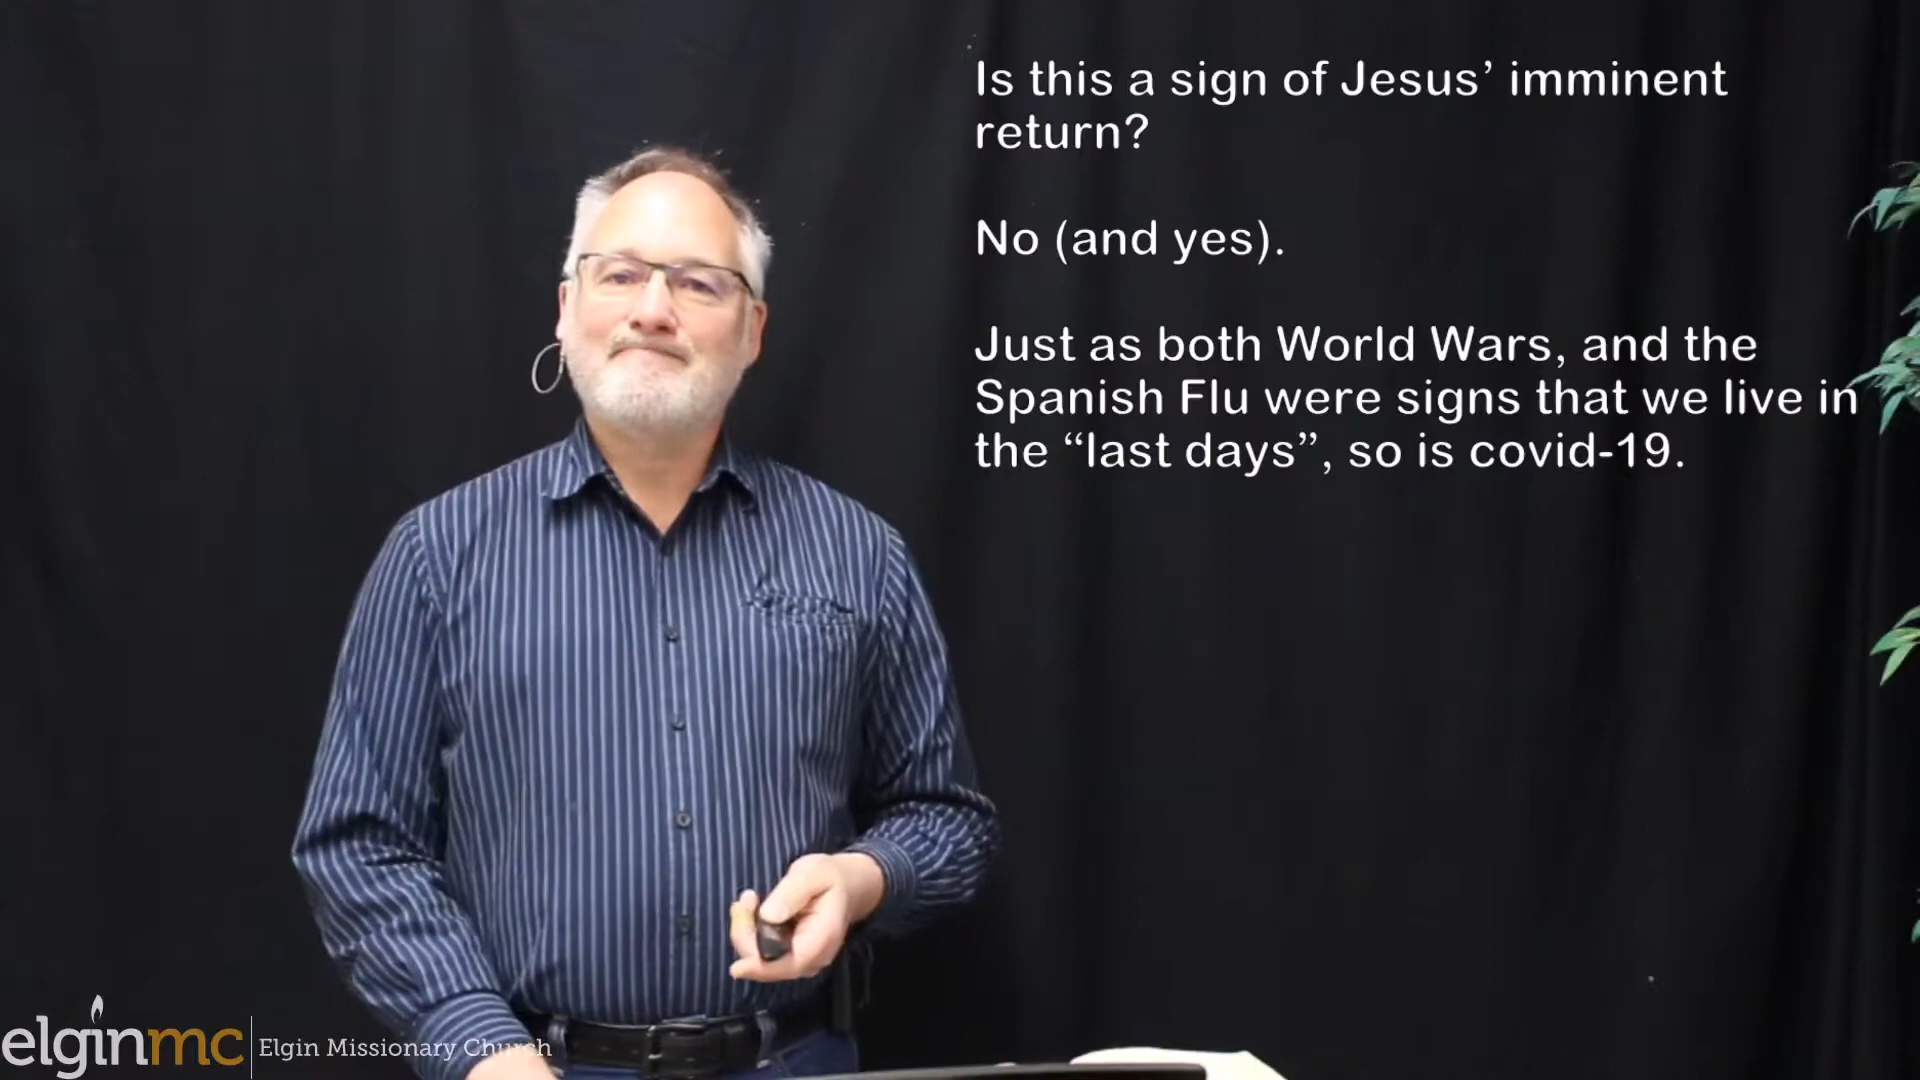 Is this a sign of Jesus’ imminent
return?
No (and yes).
Just as both World Wars, and the
Spanish Flu were signs that we live in
the “last days”, so is covid-19.
elginmc
Elgin Missionary Church